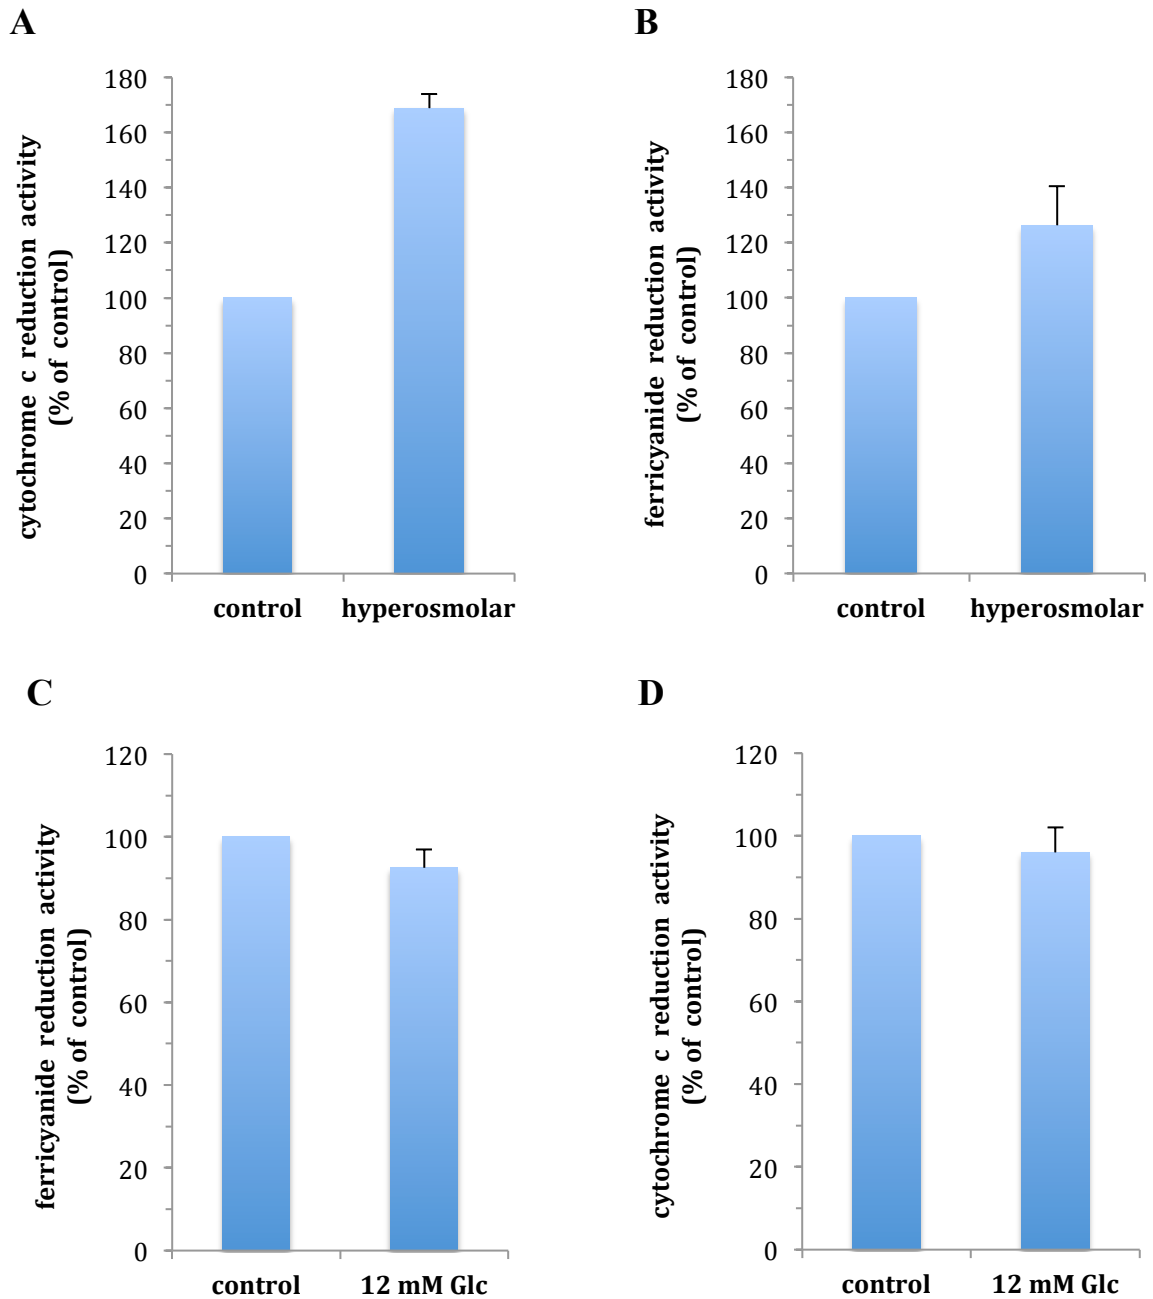 A
cytochrome c reduction activity
(% of control)
180
160
140
120
100
80
60
40
20
0
control
hyperosmolar
B
ferricyanide reduction activity
(% of control)
180
160
140
120
100
80
60
40
20
0
control
hyperosmolar
C
ferricyanide reduction activity
(% of control)
120
100
80
60
40
20
0
control
12 mM Glc
D
cytochrome c reduction activity
(% of control)
120
100
80
60
40
20
0
control
12 mM Glc